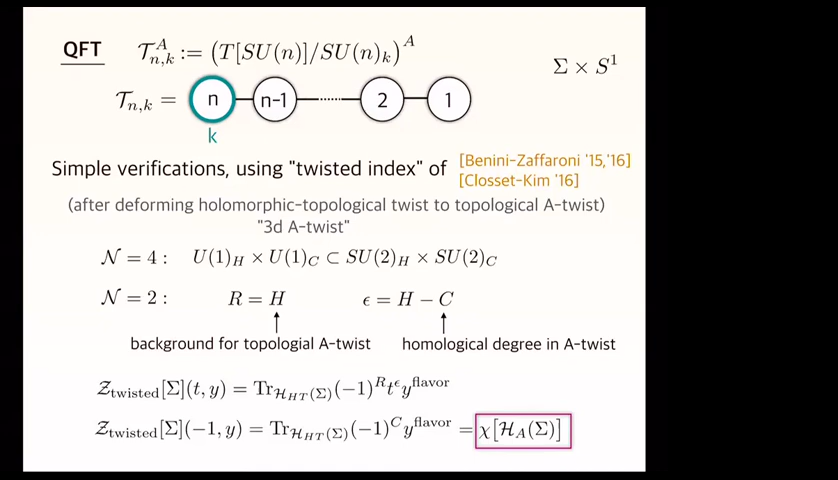 QFT  𝒯^A_{n,k} := (T[SU(n)]/SU(n)_k)^A
Σ × S¹
𝒯_{n,k} = n n-1 ........ 2 1
k
Simple verifications, using "twisted index" of [Benini-Zaffaroni '15,'16]
[Closset-Kim '16]
(after deforming holomorphic-topological twist to topological A-twist)
"3d A-twist"
𝒩 = 4 :  U(1)_H × U(1)_C ⊂ SU(2)_H × SU(2)_C
𝒩 = 2 :  R = H  ϵ = H − C
background for topologial A-twist  homological degree in A-twist
𝒵_twisted[Σ](t, y) = Tr_{ℋ_{HT}(Σ)}(−1)^R t^ϵ y^flavor
𝒵_twisted[Σ](−1, y) = Tr_{ℋ_{HT}(Σ)}(−1)^C y^flavor = χ[ℋ_A(Σ)]